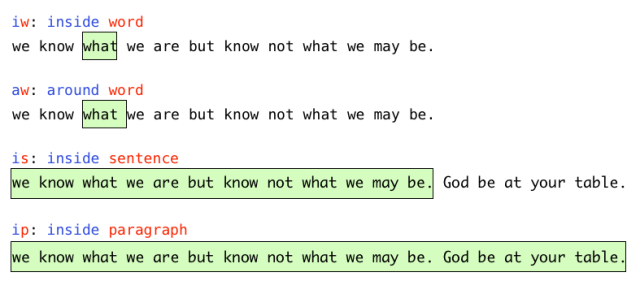 iw: inside word
we know what we are but know not what we may be.
aw: around word
we know what we are but know not what we may be.
is: inside sentence
we know what we are but know not what we may be. God be at your table.
ip: inside paragraph
we know what we are but know not what we may be. God be at your table.